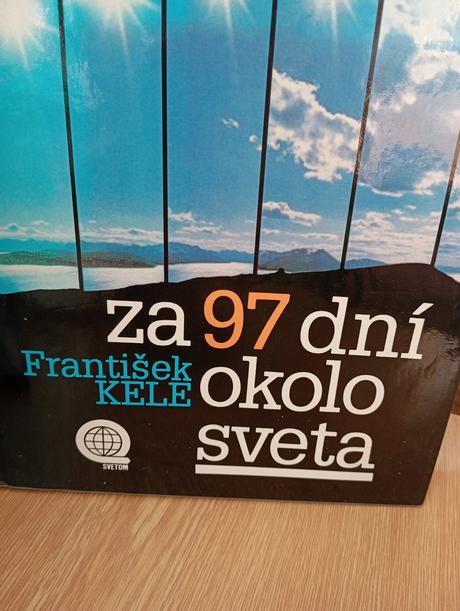 za 97 dní
František
KELE
okolo
sveta
SVETOM